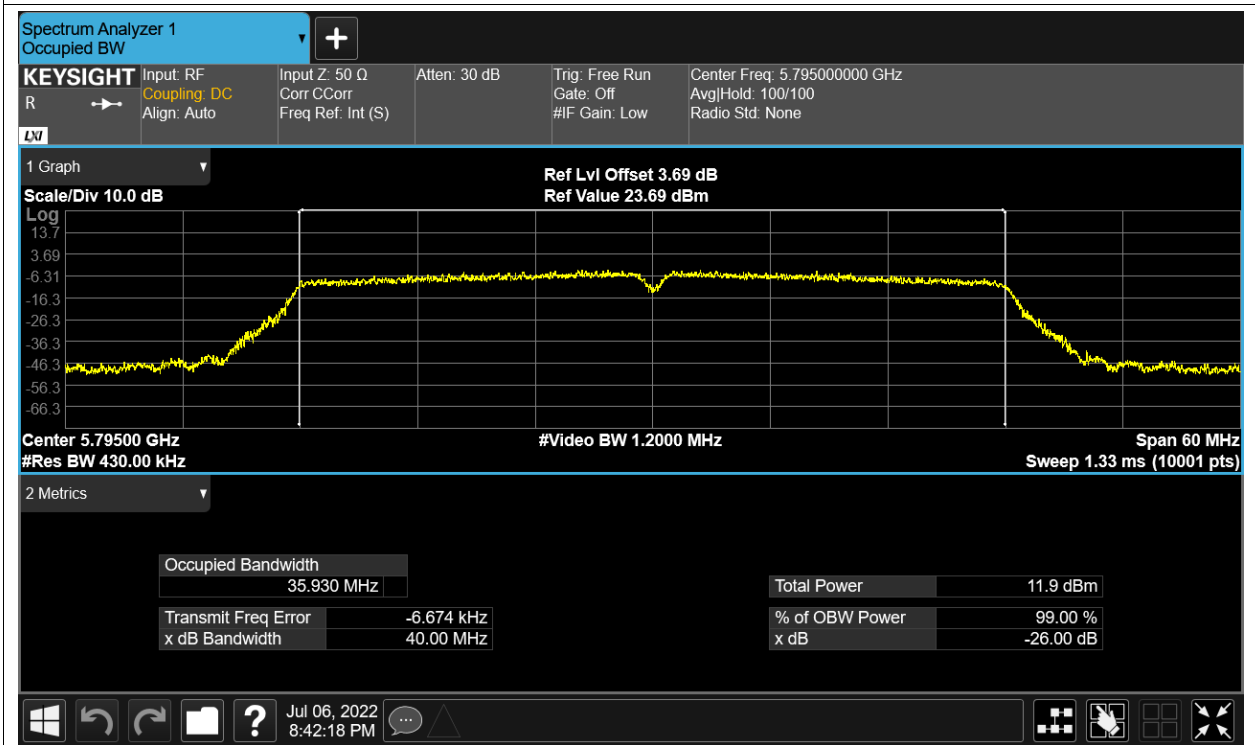 Spectrum Analyzer 1
Occupied BW
KEYSIGHT Input: RF Input Z: 50 Ω Atten: 30 dB Trig: Free Run Center Freq: 5.795000000 GHz
R Coupling: DC Corr CCorr Gate: Off Avg|Hold: 100/100
Align: Auto Freq Ref: Int (S) #IF Gain: Low Radio Std: None
LXI
1 Graph
Ref Lvl Offset 3.69 dB
Scale/Div 10.0 dB Ref Value 23.69 dBm
Log
13.7
3.69
-6.31
-16.3
-26.3
-36.3
-46.3
-56.3
-66.3
Center 5.79500 GHz #Video BW 1.2000 MHz Span 60 MHz
#Res BW 430.00 kHz Sweep 1.33 ms (10001 pts)
2 Metrics
Occupied Bandwidth
35.930 MHz Total Power 11.9 dBm
Transmit Freq Error -6.674 kHz % of OBW Power 99.00 %
x dB Bandwidth 40.00 MHz x dB -26.00 dB
? Jul 06, 2022
8:42:18 PM